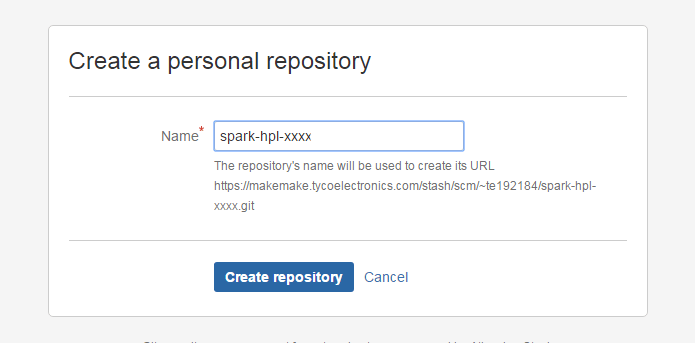 Create a personal repository
Name*
spark-hpl-xxxx
The repository's name will be used to create its URL
https://makemake.tycoelectronics.com/stash/scm/~te192184/spark-hpl-
xxxx.git
Create repository
Cancel